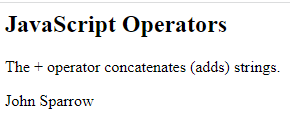 JavaScript Operators
The + operator concatenates (adds) strings.
John Sparrow